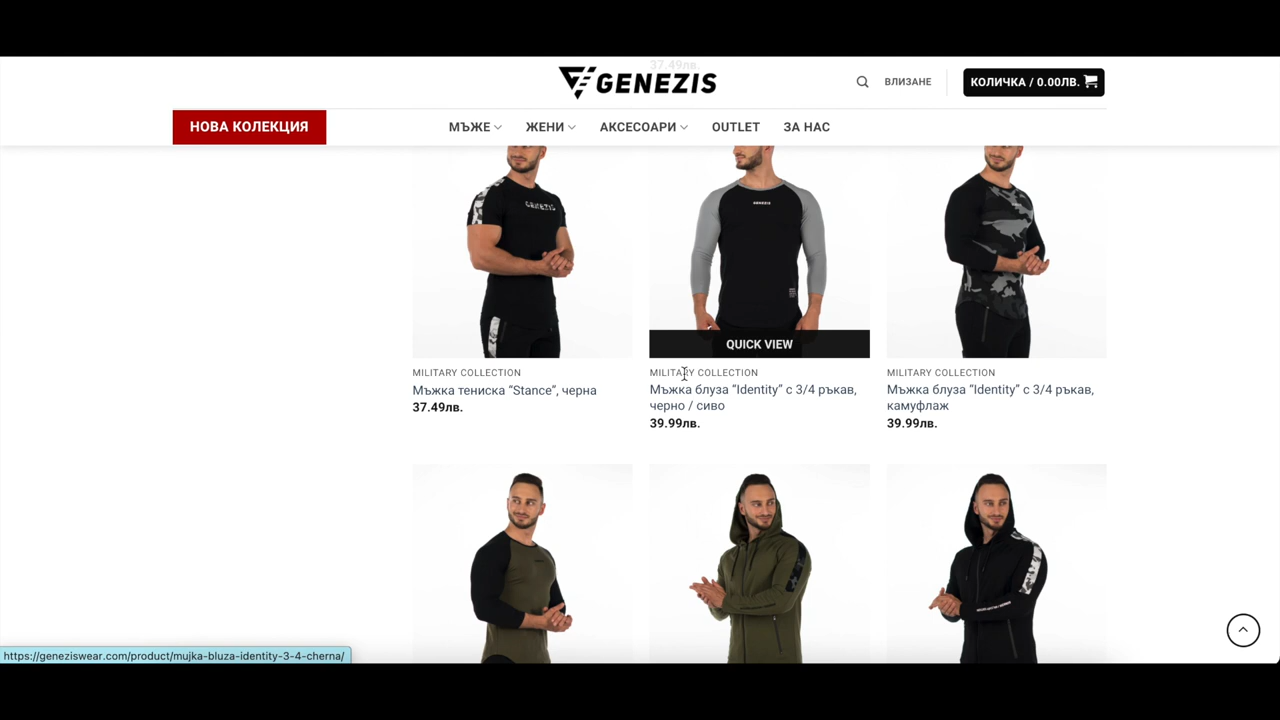 37.49лв.
GENEZIS
ВЛИЗАНЕ
КОЛИЧКА / 0.00ЛВ.
НОВА КОЛЕКЦИЯ
МЪЖЕ
ЖЕНИ
АКСЕСОАРИ
OUTLET
ЗА НАС
GENEZIS
GENEZIS
QUICK VIEW
MILITARY COLLECTION
Мъжка тениска “Stance”, черна
37.49лв.
MILITARY COLLECTION
Мъжка блуза “Identity” с 3/4 ръкав,
черно / сиво
39.99лв.
MILITARY COLLECTION
Мъжка блуза “Identity” с 3/4 ръкав,
камуфлаж
39.99лв.
https://geneziswear.com/product/mujka-bluza-identity-3-4-cherna/